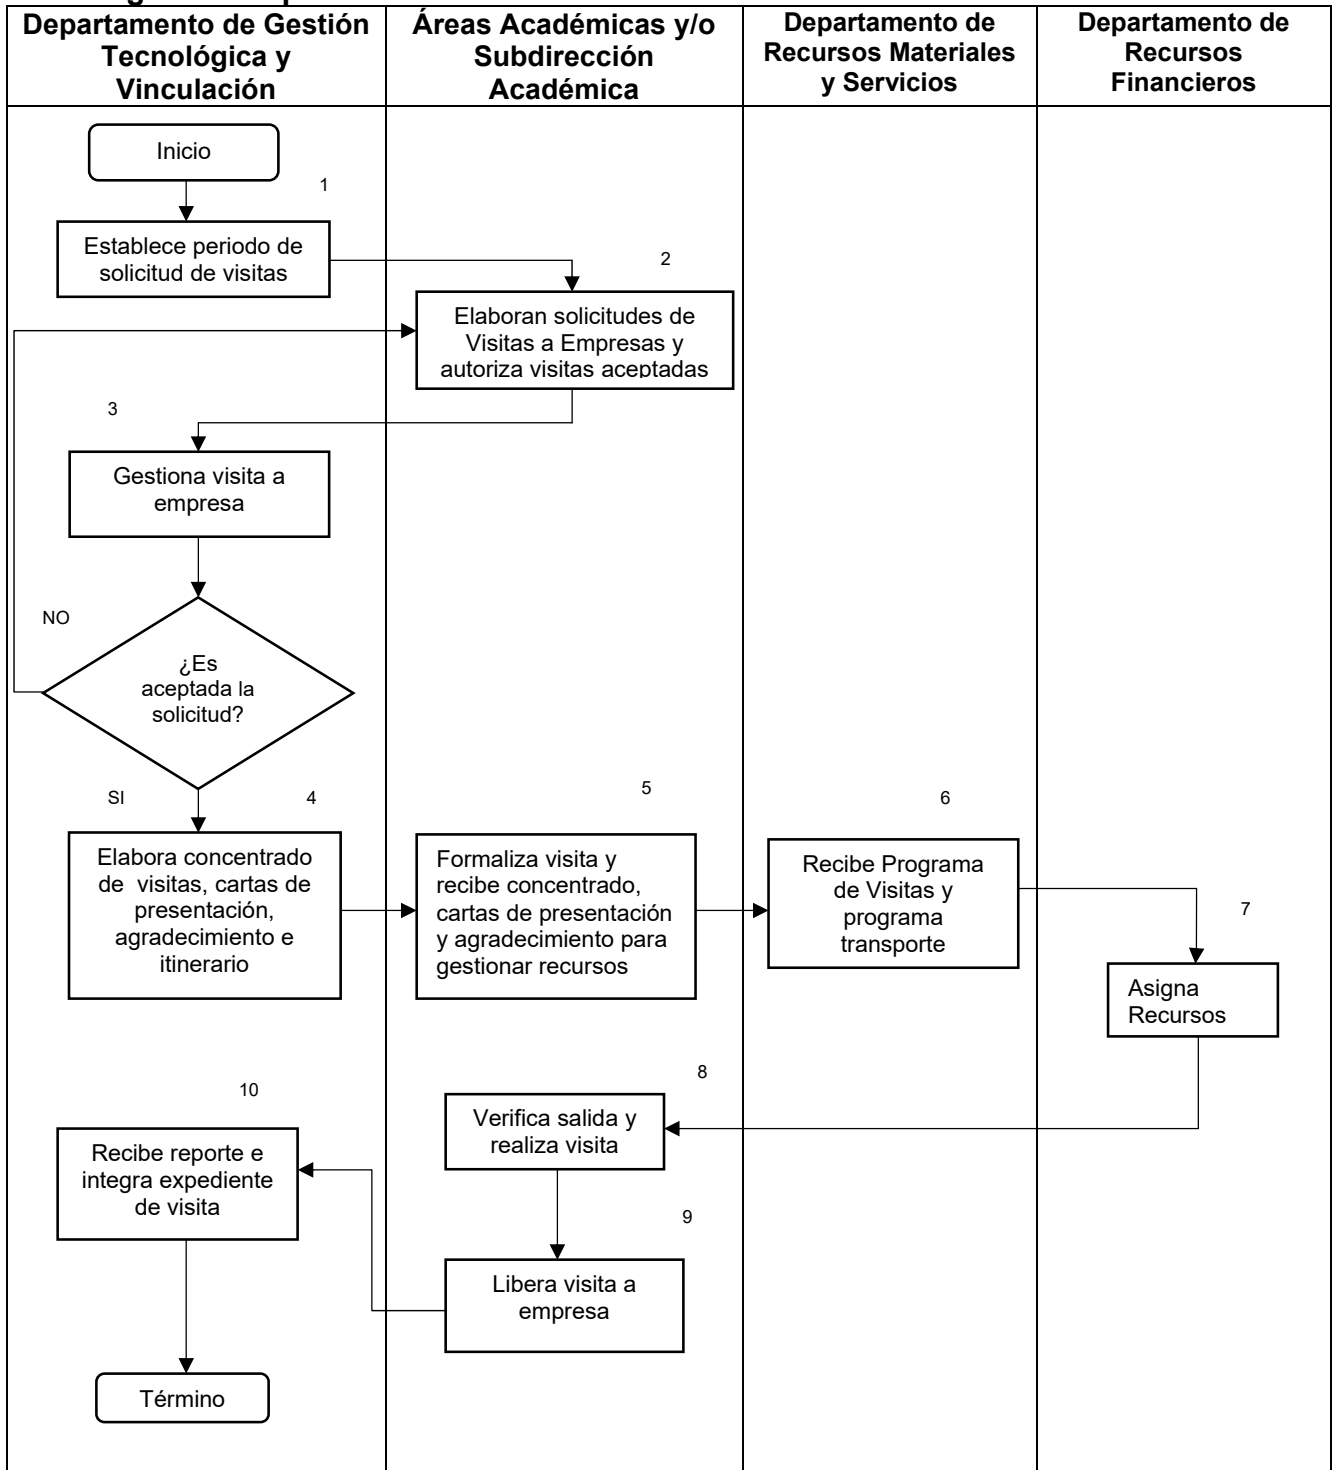 Departamento de Gestión
Tecnológica y
Vinculación
Áreas Académicas y/o
Subdirección
Académica
Departamento de
Recursos Materiales
y Servicios
Departamento de
Recursos
Financieros
Inicio
1
Establece periodo de
solicitud de visitas
2
Elaboran solicitudes de
Visitas a Empresas y
autoriza visitas aceptadas
3
Gestiona visita a
empresa
NO
¿Es
aceptada la
solicitud?
SI
4
Elabora concentrado
de visitas, cartas de
presentación,
agradecimiento e
itinerario
5
Formaliza visita y
recibe concentrado,
cartas de presentación
y agradecimiento para
gestionar recursos
6
Recibe Programa
de Visitas y
programa
transporte
7
Asigna
Recursos
8
Verifica salida y
realiza visita
9
Libera visita a
empresa
10
Recibe reporte e
integra expediente
de visita
Término